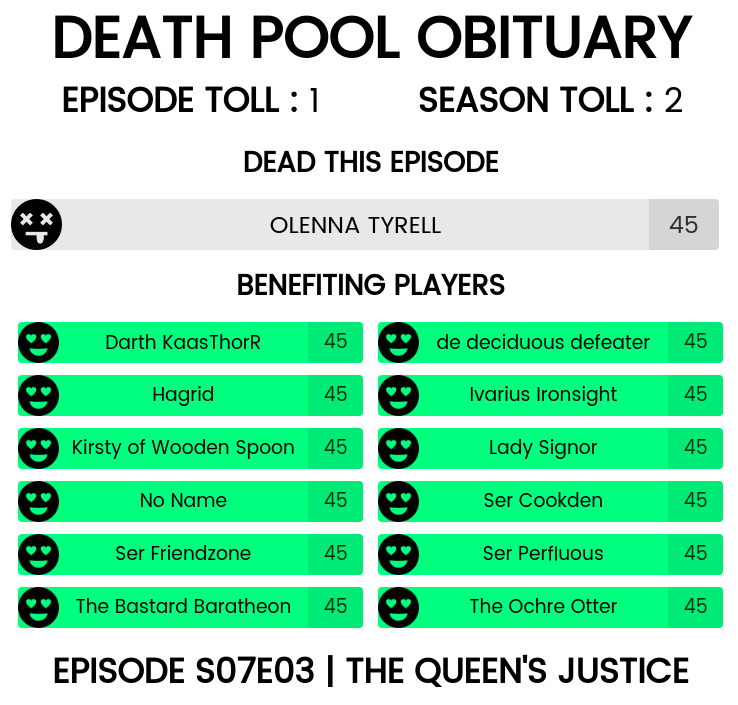 DEATH POOL OBITUARY
EPISODE TOLL : 1 SEASON TOLL : 2
DEAD THIS EPISODE
OLENNA TYRELL 45
BENEFITING PLAYERS
Darth KaasThorR 45 de deciduous defeater 45
Hagrid 45 Ivarius Ironsight 45
Kirsty of Wooden Spoon 45 Lady Signor 45
No Name 45 Ser Cookden 45
Ser Friendzone 45 Ser Perfluous 45
The Bastard Baratheon 45 The Ochre Otter 45
EPISODE S07E03 | THE QUEEN'S JUSTICE